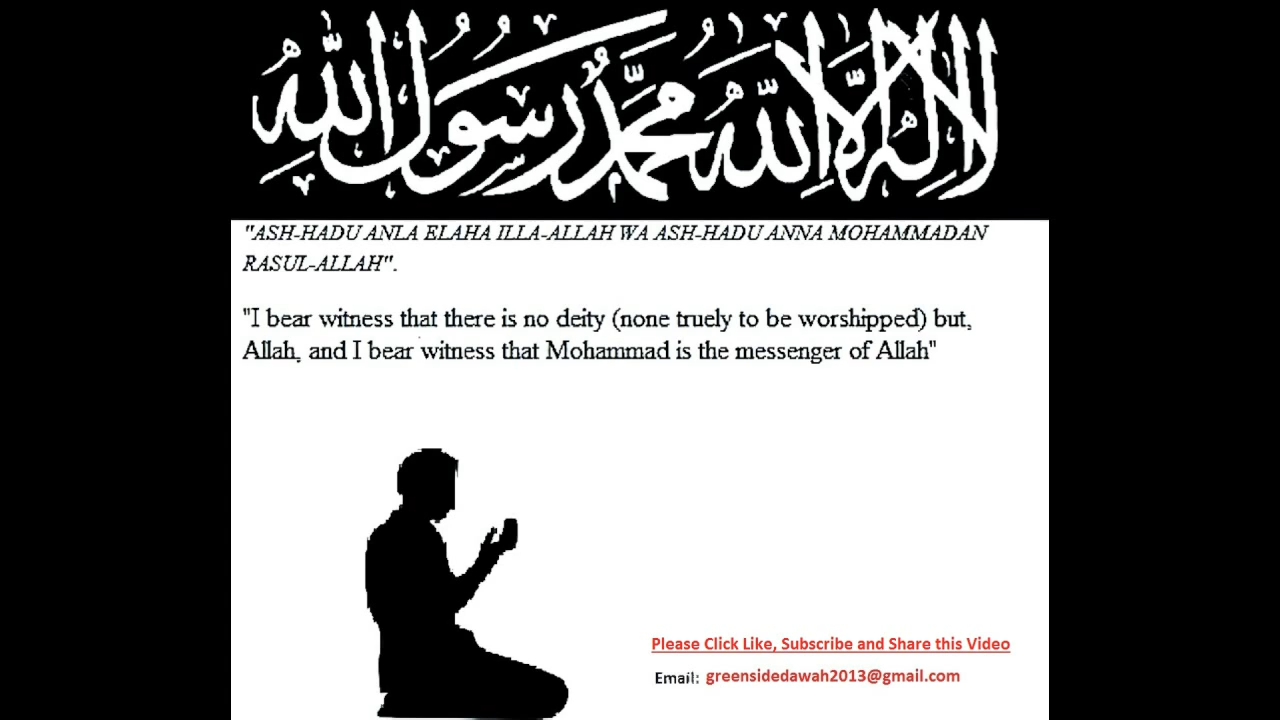 لا إله إلا الله محمد رسول الله
"ASH-HADU ANLA ELAHA ILLA-ALLAH WA ASH-HADU ANNA MOHAMMADAN
RASUL-ALLAH".
"I bear witness that there is no deity (none truely to be worshipped) but,
Allah, and I bear witness that Mohammad is the messenger of Allah"
Please Click Like, Subscribe and Share this Video
Email: greensidedawah2013@gmail.com